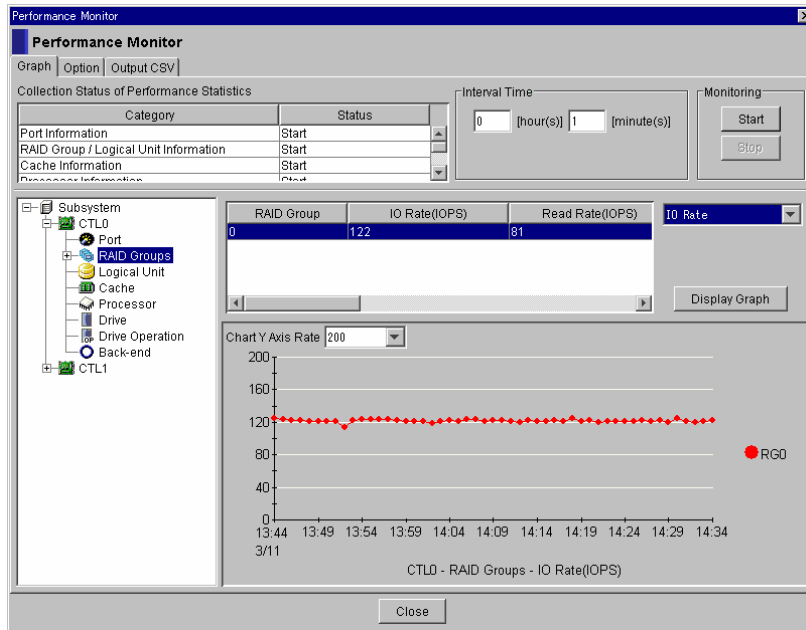 Performance Monitor
Performance Monitor
Graph Option Output CSV
Collection Status of Performance Statistics
Category Status
Port Information Start
RAID Group / Logical Unit Information Start
Cache Information Start
Processor Information Start
Interval Time
0 [hour(s)] 1 [minute(s)]
Monitoring
Start
Stop
Subsystem
CTL0
Port
RAID Groups
Logical Unit
Cache
Processor
Drive
Drive Operation
Back-end
CTL1
RAID Group IO Rate(IOPS) Read Rate(IOPS)
0 122 81
IO Rate
Display Graph
Chart Y Axis Rate 200
200
160
120
80
40
0
13:44 13:49 13:54 13:59 14:04 14:09 14:14 14:19 14:24 14:29 14:34
3/11
RG0
CTL0 - RAID Groups - IO Rate(IOPS)
Close